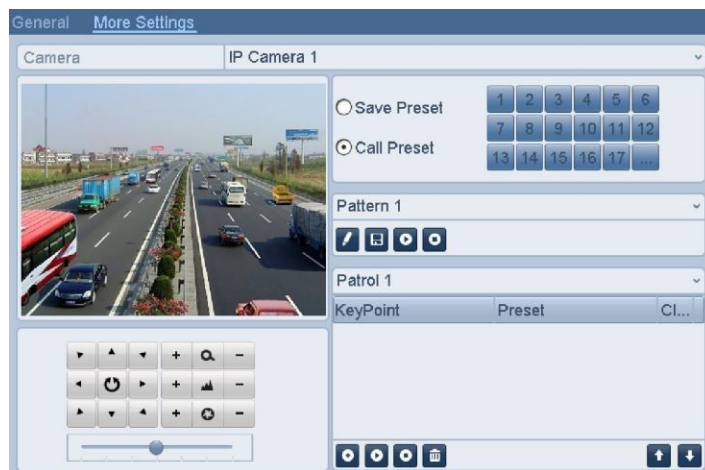 General More Settings
Camera IP Camera 1
Save Preset
Call Preset
1 2 3 4 5 6
7 8 9 10 11 12
13 14 15 16 17 ...
Pattern 1
Patrol 1
KeyPoint Preset Cl...